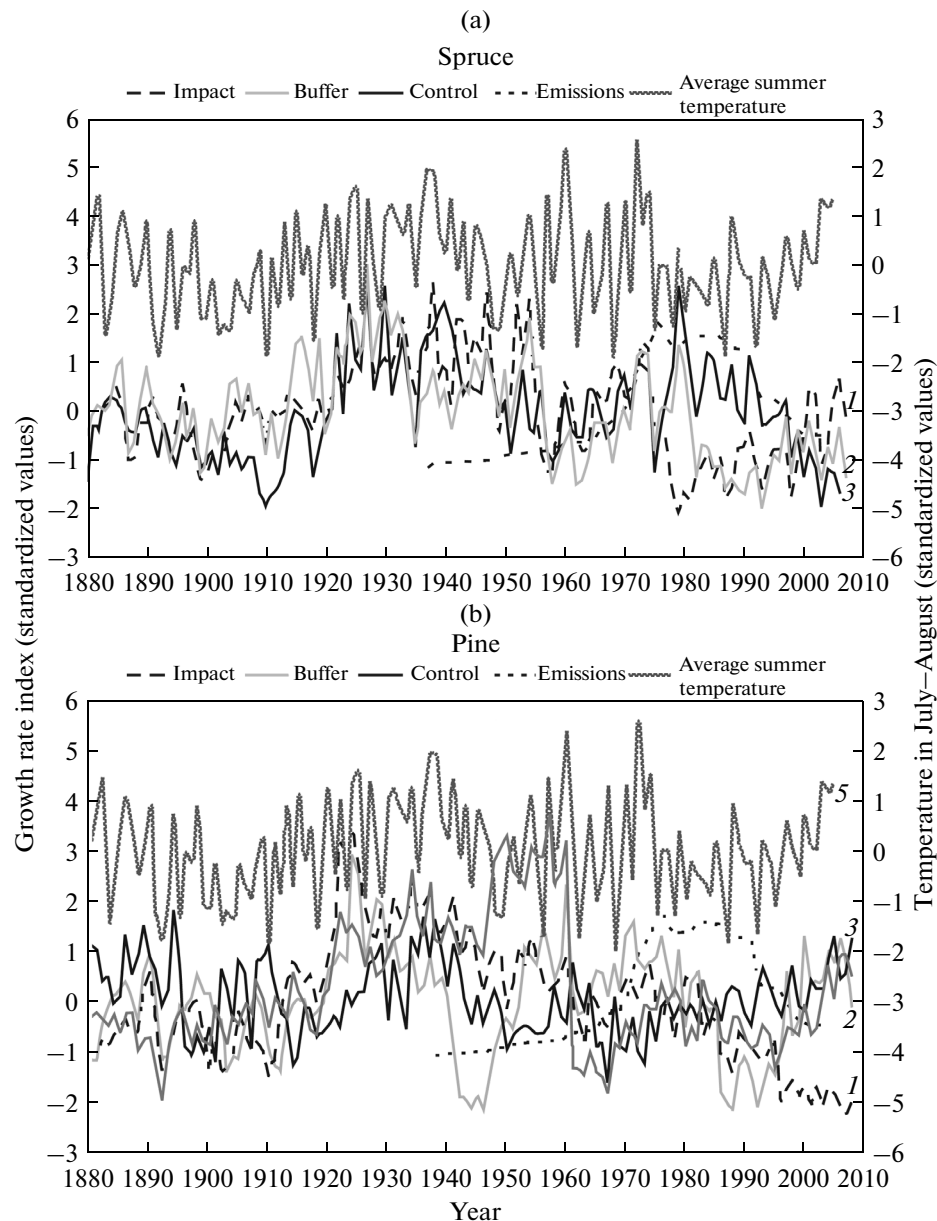 (a)
Spruce
Impact Buffer Control Emissions Average summer
temperature
6 3
5 2
4 1
3 0
2 −1
1 −2
0 −3
−1 −4
−2 −5
−3 −6
1
2
3
1880 1890 1900 1910 1920 1930 1940 1950 1960 1970 1980 1990 2000 2010
(b)
Pine
Impact Buffer Control Emissions Average summer
temperature
6 3
5 2
4 1
3 0
2 −1
1 −2
0 −3
−1 −4
−2 −5
−3 −6
5
3
2
1
1880 1890 1900 1910 1920 1930 1940 1950 1960 1970 1980 1990 2000 2010
Year
Growth rate index (standardized values)
Temperature in July−August (standardized values)